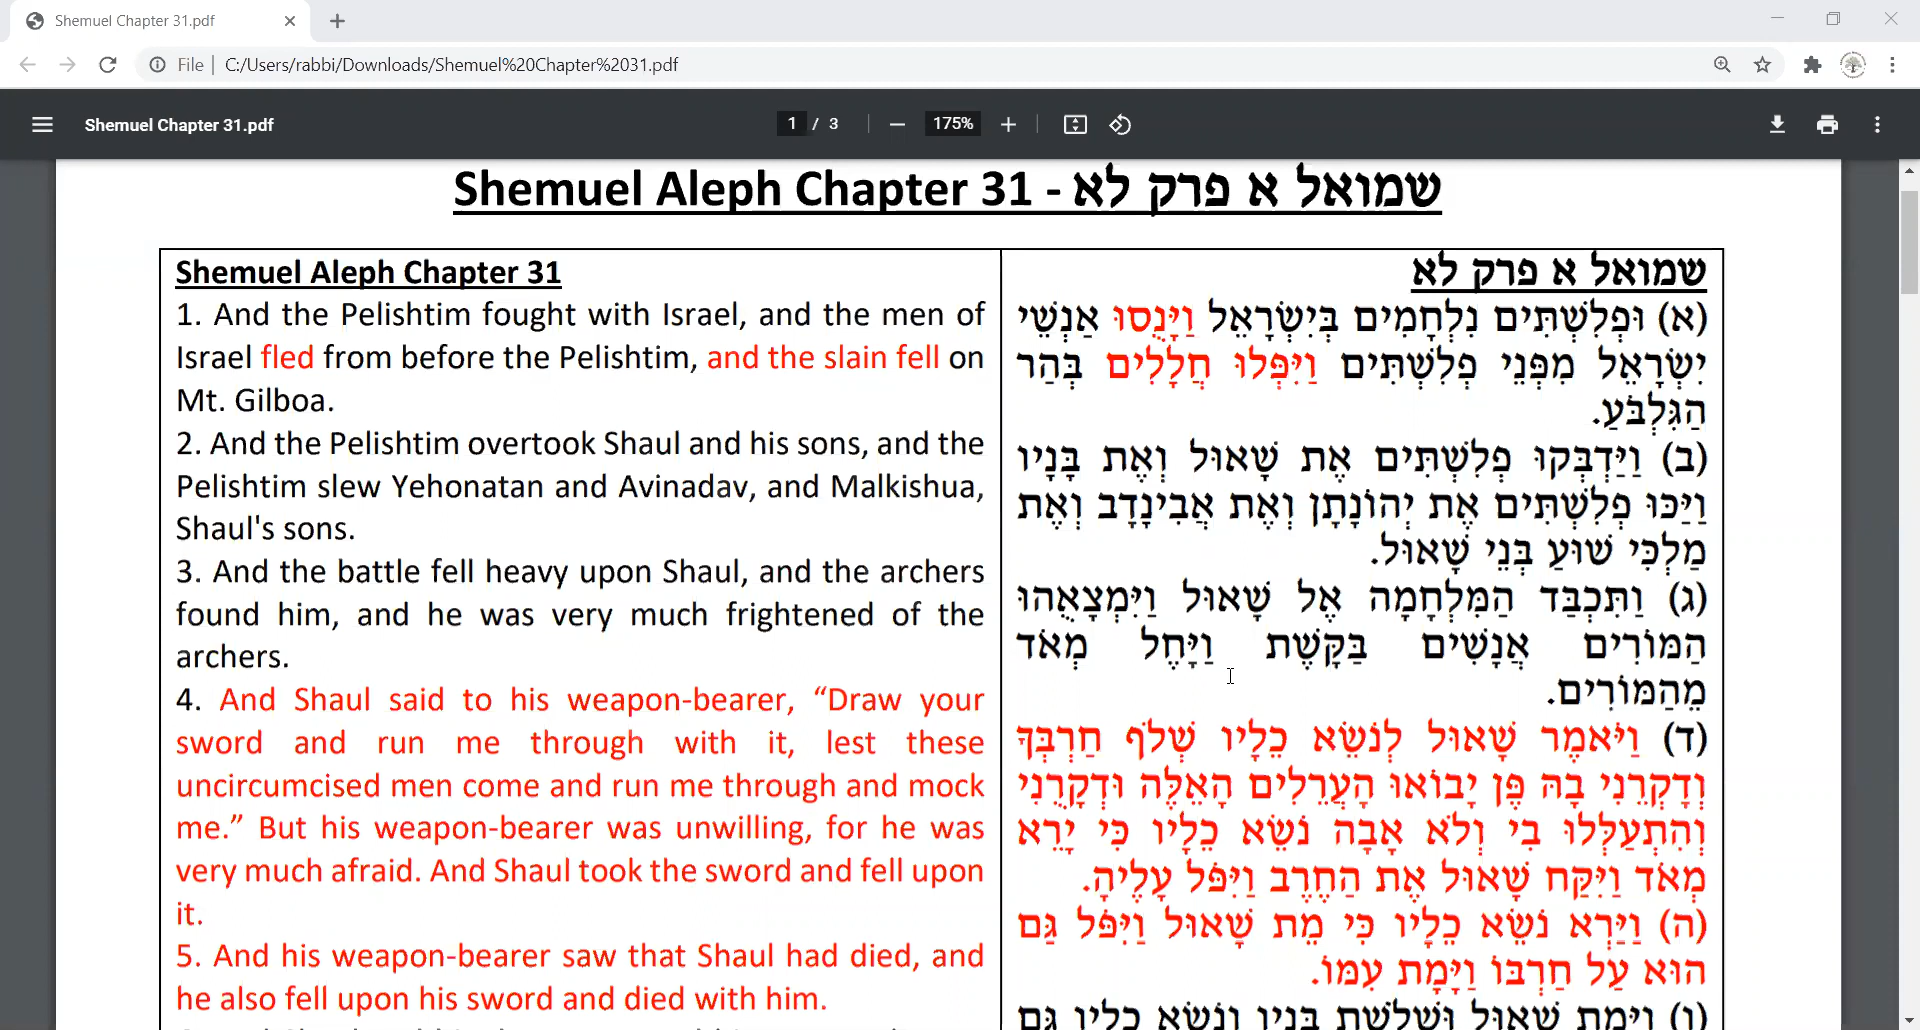 Shemuel Chapter 31.pdf
File | C:/Users/rabbi/Downloads/Shemuel%20Chapter%2031.pdf
Shemuel Chapter 31.pdf
1 / 3
175%
Shemuel Aleph Chapter 31 - שמואל א פרק לא
Shemuel Aleph Chapter 31
1. And the Pelishtim fought with Israel, and the men of
Israel fled from before the Pelishtim, and the slain fell on
Mt. Gilboa.
2. And the Pelishtim overtook Shaul and his sons, and the
Pelishtim slew Yehonatan and Avinadav, and Malkishua,
Shaul's sons.
3. And the battle fell heavy upon Shaul, and the archers
found him, and he was very much frightened of the
archers.
4. And Shaul said to his weapon-bearer, “Draw your
sword and run me through with it, lest these
uncircumcised men come and run me through and mock
me.” But his weapon-bearer was unwilling, for he was
very much afraid. And Shaul took the sword and fell upon
it.
5. And his weapon-bearer saw that Shaul had died, and
he also fell upon his sword and died with him.
שמואל א פרק לא
(א) וּפְלִשְׁתִּים נִלְחָמִים בְּיִשְׂרָאֵל וַיָּנֻסוּ אַנְשֵׁי
יִשְׂרָאֵל מִפְּנֵי פְלִשְׁתִּים וַיִּפְּלוּ חֲלָלִים בְּהַר
הַגִּלְבֹּעַ.
(ב) וַיַּדְבְּקוּ פְלִשְׁתִּים אֶת שָׁאוּל וְאֶת בָּנָיו
וַיַּכּוּ פְלִשְׁתִּים אֶת יְהוֹנָתָן וְאֶת אֲבִינָדָב וְאֶת
מַלְכִּי שׁוּעַ בְּנֵי שָׁאוּל.
(ג) וַתִּכְבַּד הַמִּלְחָמָה אֶל שָׁאוּל וַיִּמְצָאֻהוּ
הַמּוֹרִים אֲנָשִׁים בַּקָּשֶׁת וַיָּחֶל מְאֹד
מֵהַמּוֹרִים.
(ד) וַיֹּאמֶר שָׁאוּל לְנֹשֵׂא כֵלָיו שְׁלֹף חַרְבְּךָ
וְדָקְרֵנִי בָהּ פֶּן יָבוֹאוּ הָעֲרֵלִים הָאֵלֶּה וּדְקָרֻנִי
וְהִתְעַלְּלוּ בִי וְלֹא אָבָה נֹשֵׂא כֵלָיו כִּי יָרֵא
מְאֹד וַיִּקַּח שָׁאוּל אֶת הַחֶרֶב וַיִּפֹּל עָלֶיהָ.
(ה) וַיַּרְא נֹשֵׂא כֵלָיו כִּי מֵת שָׁאוּל וַיִּפֹּל גַּם
הוּא עַל חַרְבּוֹ וַיָּמָת עִמּוֹ.
(ו) וַיָּמָת שָׁאוּל וּשְׁלֹשֶׁת בָּנָיו וְנֹשֵׂא כֵלָיו גַּם